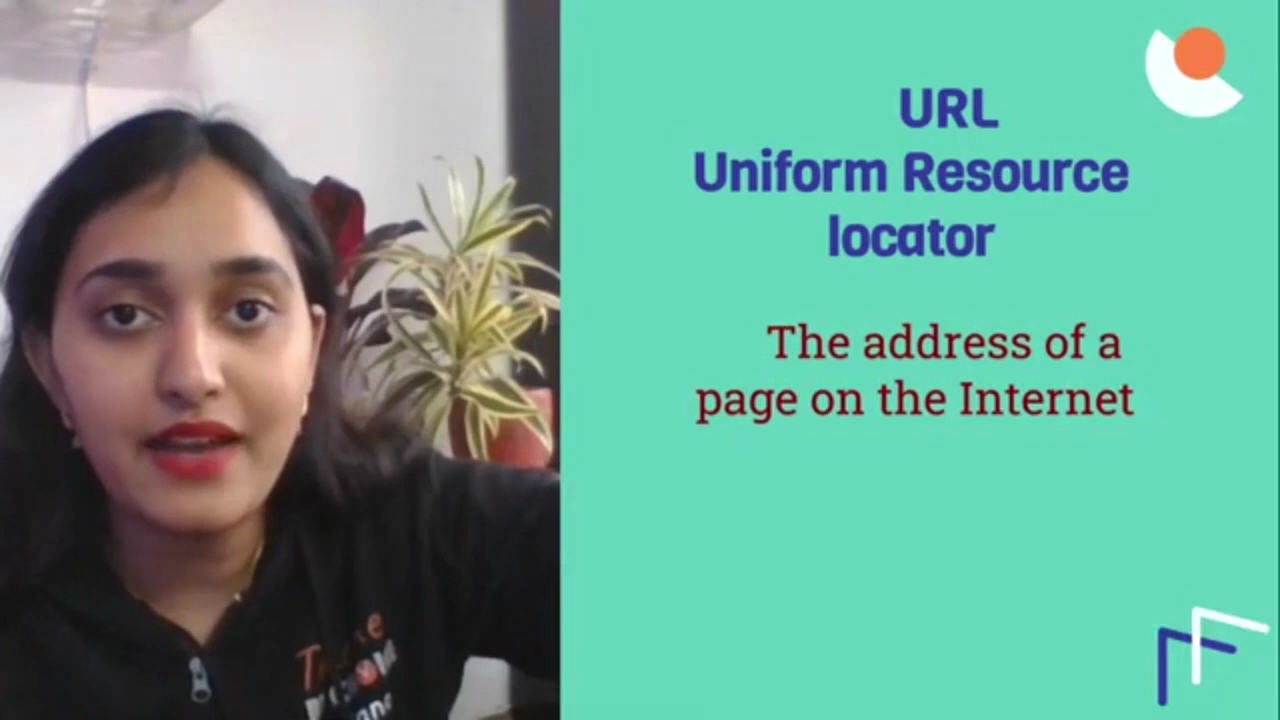 URL
Uniform Resource
locator
The address of a
page on the Internet